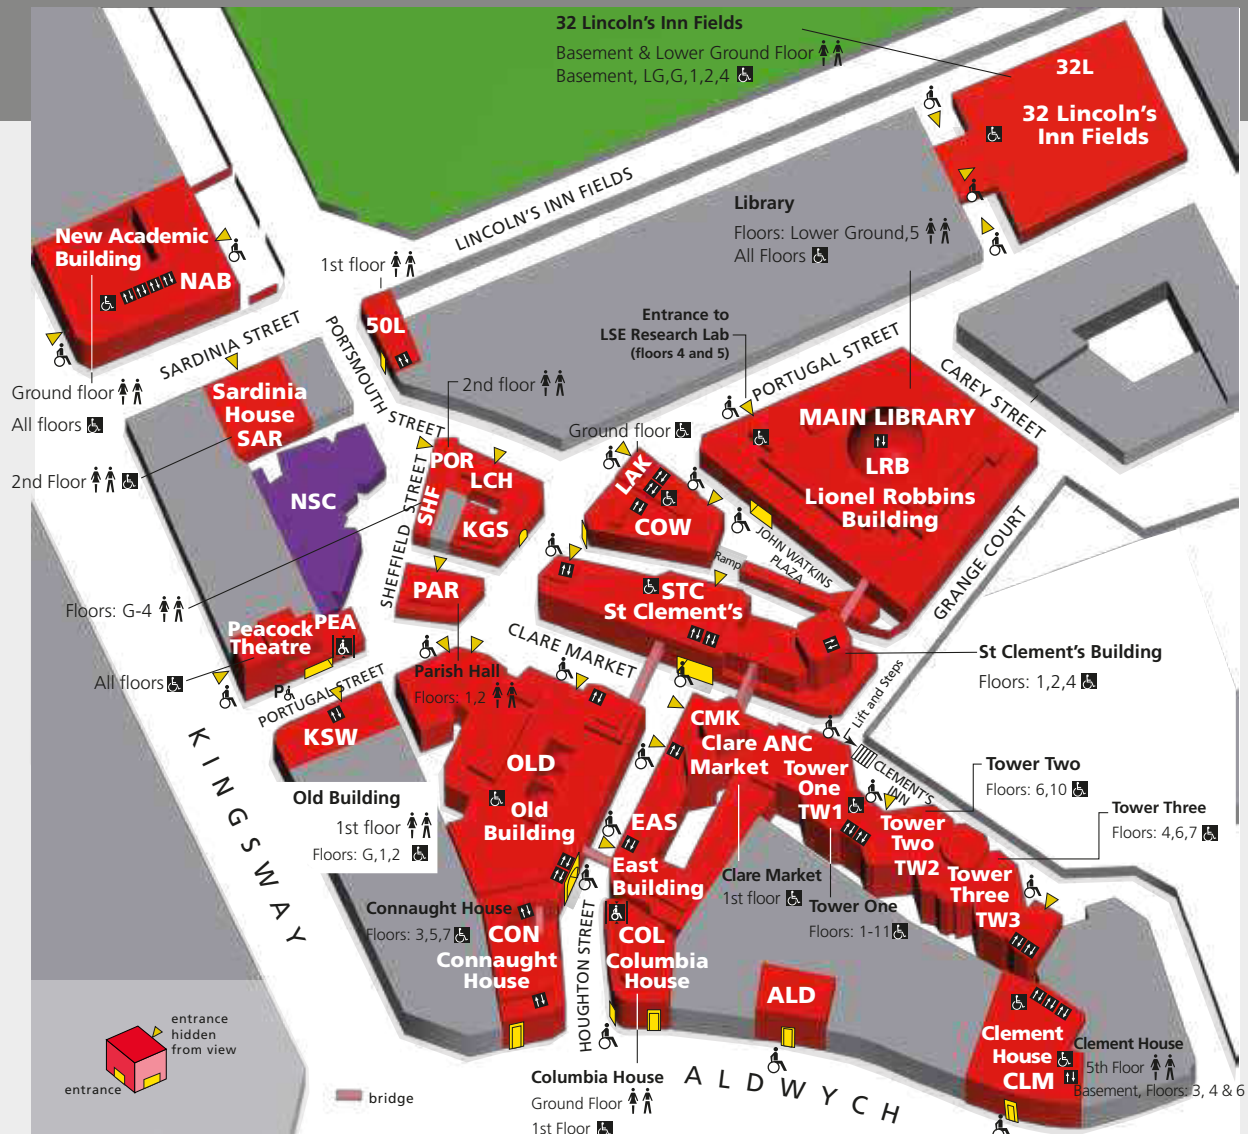 32 Lincoln's Inn Fields
Basement & Lower Ground Floor
Basement, LG,G,1,2,4
32L
32 Lincoln's
Inn Fields
LINCOLN'S INN FIELDS
Library
Floors: Lower Ground,5
All Floors
New Academic
Building
NAB
1st floor
50L
Entrance to
LSE Research Lab
(floors 4 and 5)
SARDINIA STREET
PORTSMOUTH STREET
PORTUGAL STREET
CAREY STREET
Ground floor
All floors
Sardinia
House
SAR
2nd floor
Ground floor
MAIN LIBRARY
LRB
Lionel Robbins
Building
2nd Floor
NSC
POR
LCH
SHF
KGS
SHEFFIELD STREET
LAK
COW
JOHN WATKINS
PLAZA
Ramp
GRANGE COURT
PAR
STC
St Clement's
Floors: G-4
Peacock
Theatre
PEA
CLARE MARKET
St Clement's Building
Floors: 1,2,4
All floors
P
PORTUGAL STREET
Parish Hall
Floors: 1,2
Lift and Steps
KSW
KINGSWAY
CMK
Clare
Market
ANC
Tower
One
TW1
CLEMENT'S
INN
OLD
Old
Building
Tower Two
Floors: 6,10
Old Building
1st floor
Floors: G,1,2
Tower Three
Floors: 4,6,7
EAS
East
Building
Tower
Two
TW2
Tower
Three
TW3
Clare Market
1st floor
Tower One
Floors: 1-11
Connaught House
Floors: 3,5,7
CON
Connaught
House
HOUGHTON STREET
COL
Columbia
House
ALD
Clement
House
CLM
Clement House
5th Floor
Basement, Floors: 3, 4 & 6
entrance
hidden
from view
entrance
bridge
Columbia House
Ground Floor
1st Floor
ALDWYCH